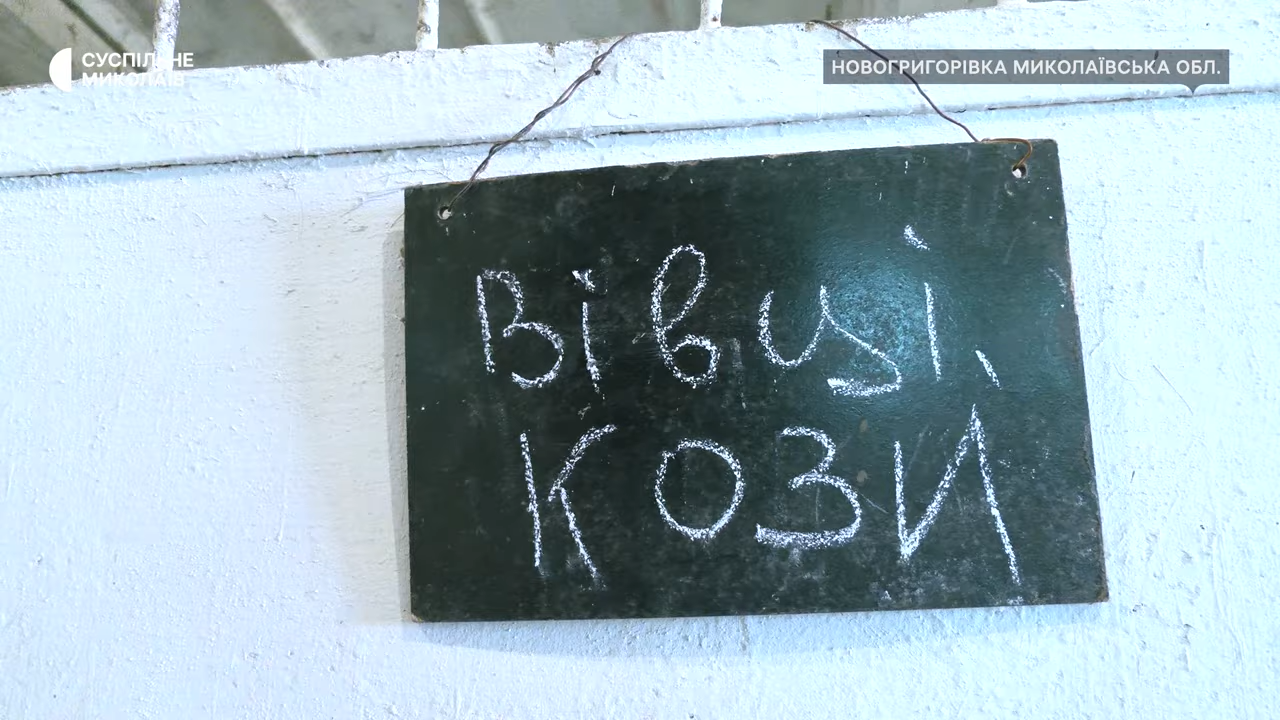 СУСПІЛЬНЕ
МИКОЛАЇВ
НОВОГРИГОРІВКА МИКОЛАЇВСЬКА ОБЛ.
Вівці,
кози